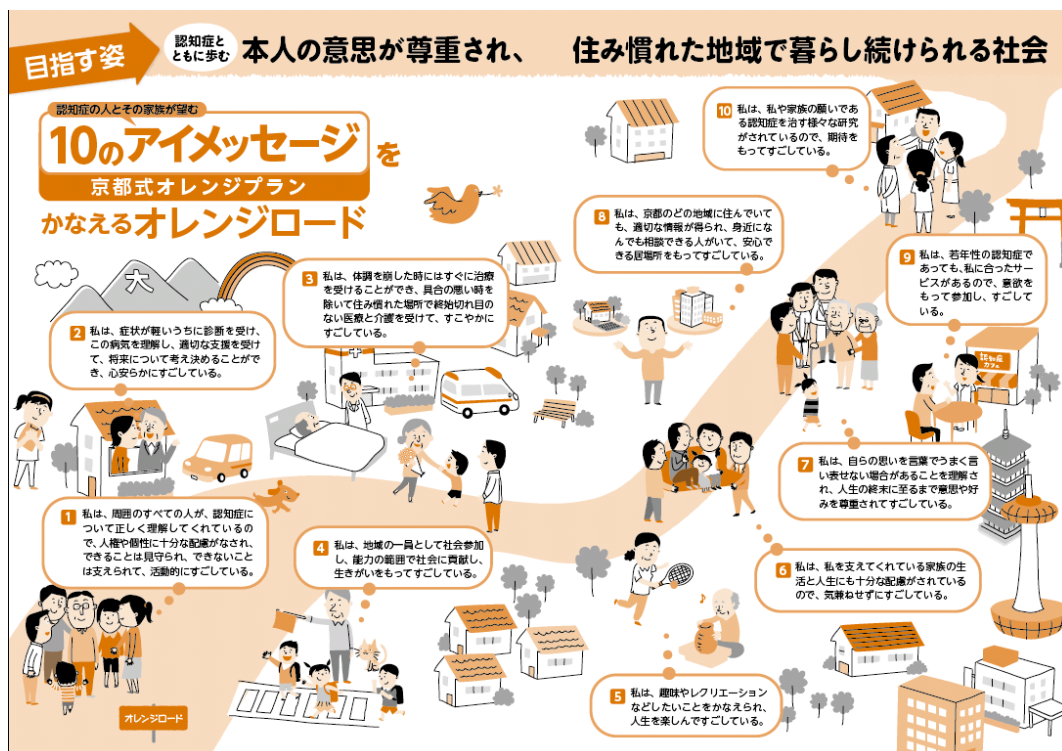 目指す姿
認知症と
ともに歩む
本人の意思が尊重され、 住み慣れた地域で暮らし続けられる社会
認知症の人とその家族が望む
10のアイメッセージを
京都式オレンジプラン
かなえるオレンジロード
大
1 私は、周囲のすべての人が、認知症に
ついて正しく理解してくれているの
で、人権や個性に十分な配慮がなされ、
できることは見守られ、できないこと
は支えられて、活動的にすごしている。
2 私は、症状が軽いうちに診断を受け、
この病気を理解し、適切な支援を受け
て、将来について考え決めることがで
き、心安らかにすごしている。
3 私は、体調を崩した時にはすぐに治療
を受けることができ、具合の悪い時を
除いて住み慣れた場所で終始切れ目の
ない医療と介護を受けて、すこやかに
すごしている。
4 私は、地域の一員として社会参加
し、能力の範囲で社会に貢献し、
生きがいをもってすごしている。
5 私は、趣味やレクリエーション
などしたいことをかなえられ、
人生を楽しんですごしている。
6 私は、私を支えてくれている家族の生
活と人生にも十分な配慮がされている
ので、気兼ねせずにすごしている。
7 私は、自らの思いを言葉でうまく言
い表せない場合があることを理解さ
れ、人生の終末に至るまで意思や好
みを尊重されてすごしている。
8 私は、京都のどの地域に住んでいて
も、適切な情報が得られ、身近にな
んでも相談できる人がいて、安心で
きる居場所をもってすごしている。
9 私は、若年性の認知症で
あっても、私に合ったサー
ビスがあるので、意欲を
もって参加し、すごして
いる。
10 私は、私や家族の願いであ
る認知症を治す様々な研究
がされているので、期待を
もってすごしている。
認知症
カフェ
オレンジロード